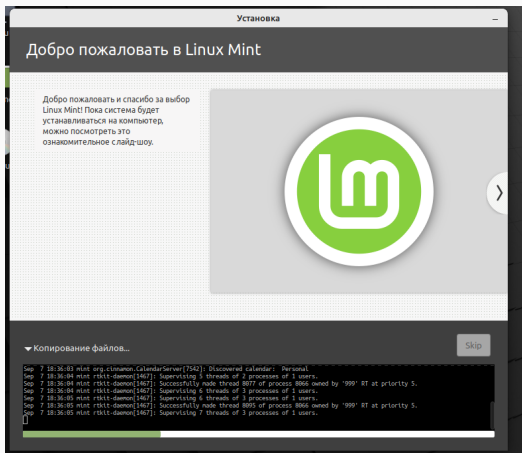 Установка
Добро пожаловать в Linux Mint
Добро пожаловать и спасибо за выбор
Linux Mint! Пока система будет
устанавливаться на компьютер,
можно посмотреть это
ознакомительное слайд-шоу.
Копирование файлов...
Skip
Sep 7 18:36:03 mint org.cinnamon.CalendarServer[7542]: Discovered calendar: Personal
Sep 7 18:36:04 mint rtkit-daemon[1467]: Supervising 5 threads of 2 processes of 1 users.
Sep 7 18:36:04 mint rtkit-daemon[1467]: Successfully made thread 8077 of process 8066 owned by '999' RT at priority 5.
Sep 7 18:36:04 mint rtkit-daemon[1467]: Supervising 6 threads of 3 processes of 1 users.
Sep 7 18:36:05 mint rtkit-daemon[1467]: Supervising 6 threads of 3 processes of 1 users.
Sep 7 18:36:05 mint rtkit-daemon[1467]: Successfully made thread 8095 of process 8066 owned by '999' RT at priority 5.
Sep 7 18:36:05 mint rtkit-daemon[1467]: Supervising 7 threads of 3 processes of 1 users.